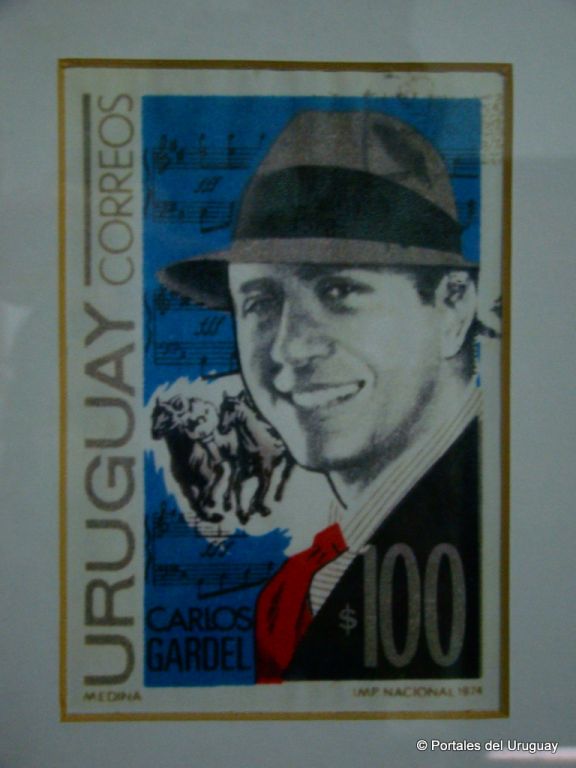 URUGUAY CORREOS
CARLOS
GARDEL
$100
MEDINA
IMP NACIONAL 1974
© Portales del Uruguay